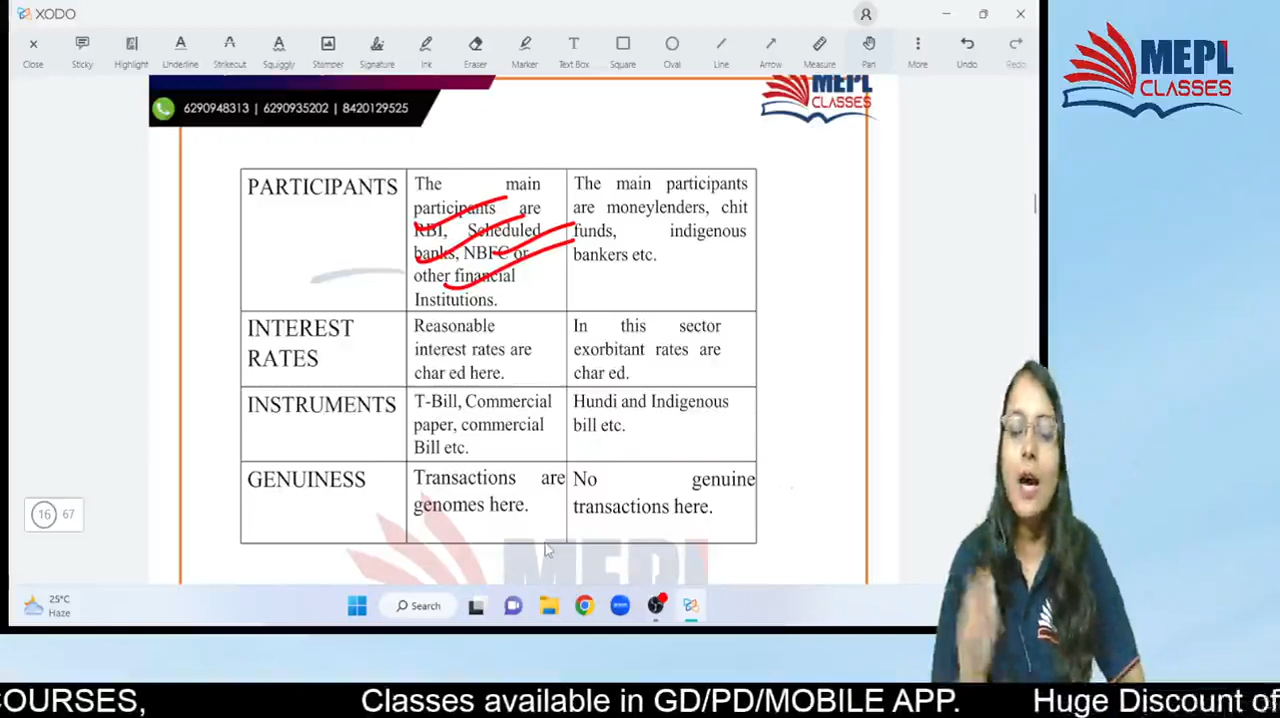 XODO
Close Sticky Highlight Underline Strikeout Squiggly Stamper Signature Ink Eraser Marker Text Box Square Oval Line Arrow Measure Pan More Undo Redo
MEPL
CLASSES
6290948313 | 6290935202 | 8420129525
MEPL
CLASSES
PARTICIPANTS
The main
participants are
RBI, Scheduled
banks, NBFC or
other financial
Institutions.
The main participants
are moneylenders, chit
funds, indigenous
bankers etc.
INTEREST
RATES
Reasonable
interest rates are
char ed here.
In this sector
exorbitant rates are
char ed.
INSTRUMENTS
T-Bill, Commercial
paper, commercial
Bill etc.
Hundi and Indigenous
bill etc.
GENUINESS
Transactions are
genomes here.
No genuine
transactions here.
16 67
MEPL
25°C
Haze
Search
zoom
COURSES, Classes available in GD/PD/MOBILE APP. Huge Discount of